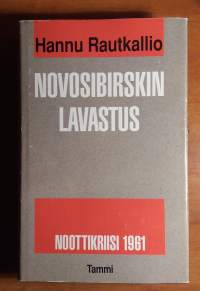 Hannu Rautkallio
NOVOSIBIRSKIN
LAVASTUS
NOOTTIKRIISI 1961
Tammi